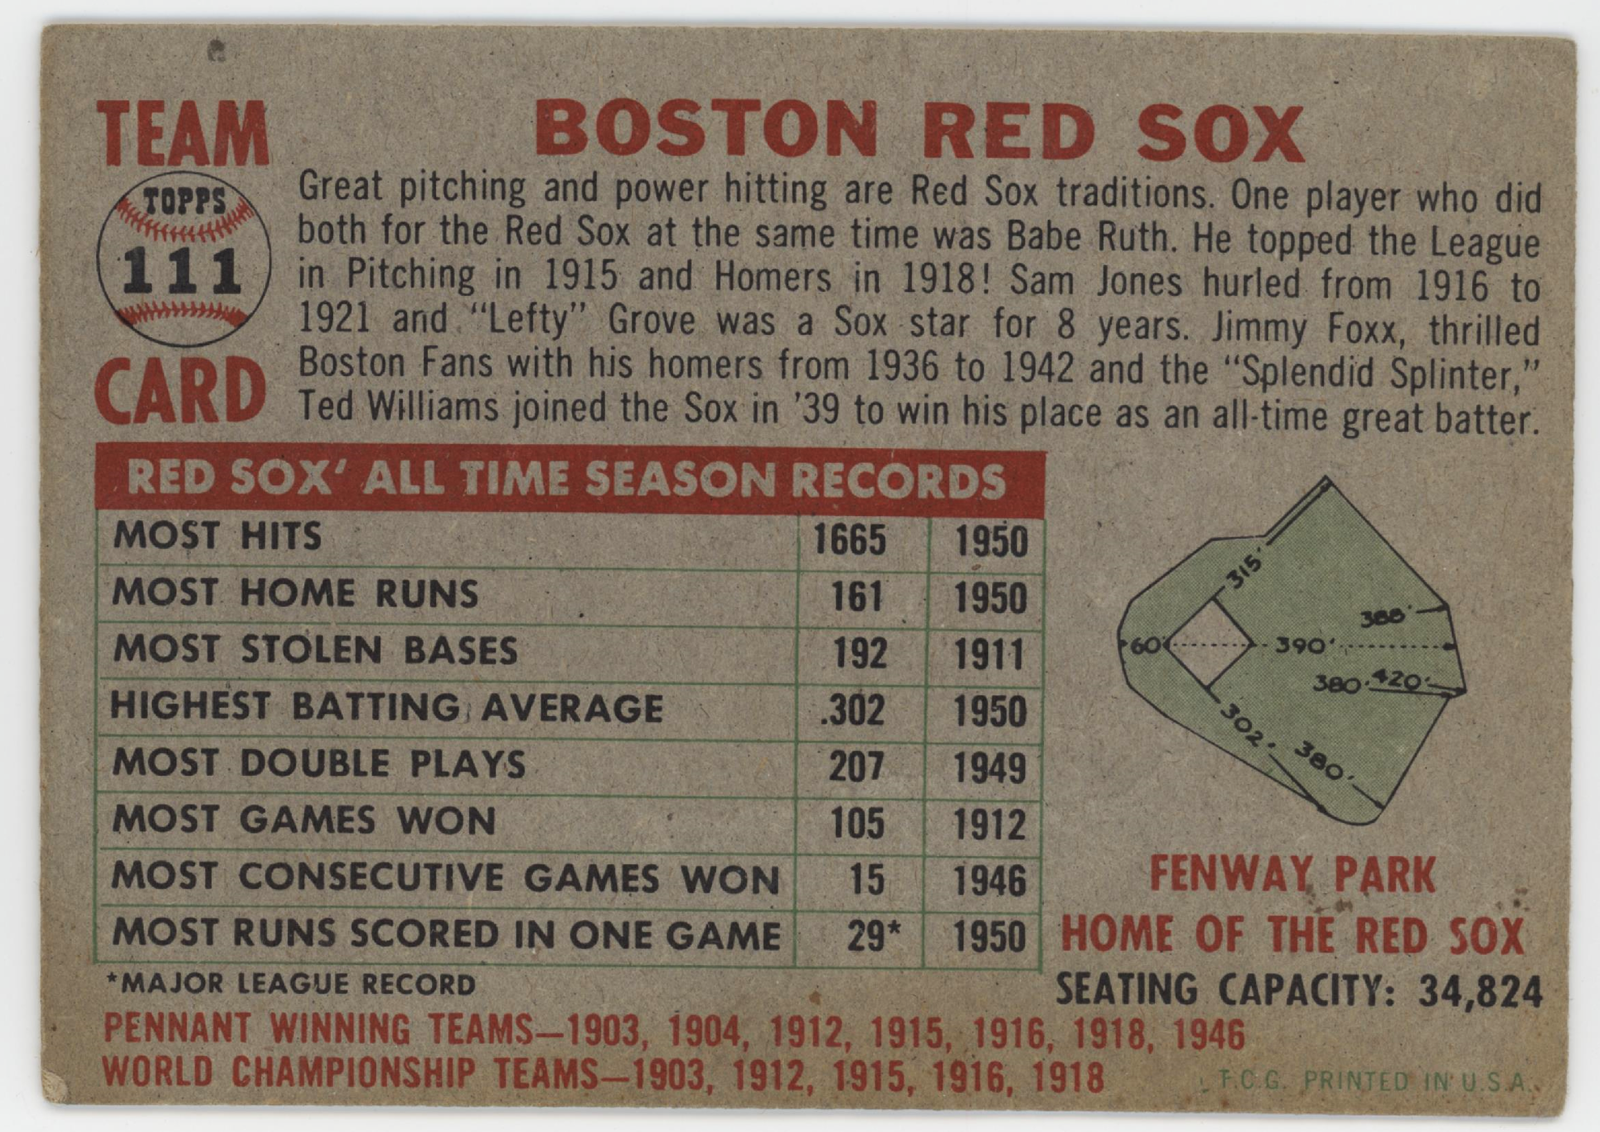 TEAM
TOPPS
111
CARD
BOSTON RED SOX
Great pitching and power hitting are Red Sox traditions. One player who did
both for the Red Sox at the same time was Babe Ruth. He topped the League
in Pitching in 1915 and Homers in 1918! Sam Jones hurled from 1916 to
1921 and "Lefty" Grove was a Sox star for 8 years. Jimmy Foxx, thrilled
Boston Fans with his homers from 1936 to 1942 and the "Splendid Splinter,"
Ted Williams joined the Sox in '39 to win his place as an all-time great batter.
RED SOX' ALL TIME SEASON RECORDS
MOST HITS 1665 1950
MOST HOME RUNS 161 1950
MOST STOLEN BASES 192 1911
HIGHEST BATTING AVERAGE .302 1950
MOST DOUBLE PLAYS 207 1949
MOST GAMES WON 105 1912
MOST CONSECUTIVE GAMES WON 15 1946
MOST RUNS SCORED IN ONE GAME 29* 1950
*MAJOR LEAGUE RECORD
315'
388'
60' 390'
380' 420'
302' 380'
FENWAY PARK
HOME OF THE RED SOX
SEATING CAPACITY: 34,824
PENNANT WINNING TEAMS—1903, 1904, 1912, 1915, 1916, 1918, 1946
WORLD CHAMPIONSHIP TEAMS—1903, 1912, 1915, 1916, 1918
T.C.G. PRINTED IN U.S.A.